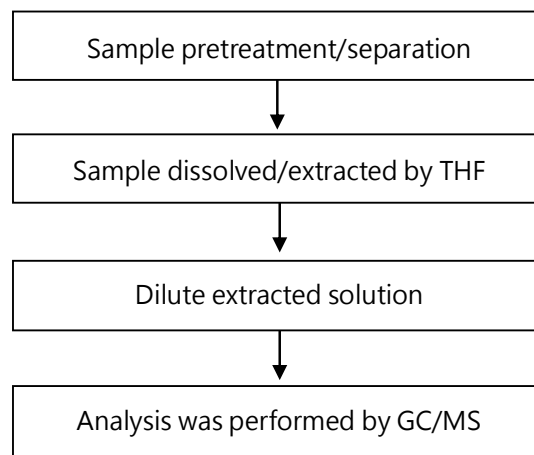 Sample pretreatment/separation
Sample dissolved/extracted by THF
Dilute extracted solution
Analysis was performed by GC/MS